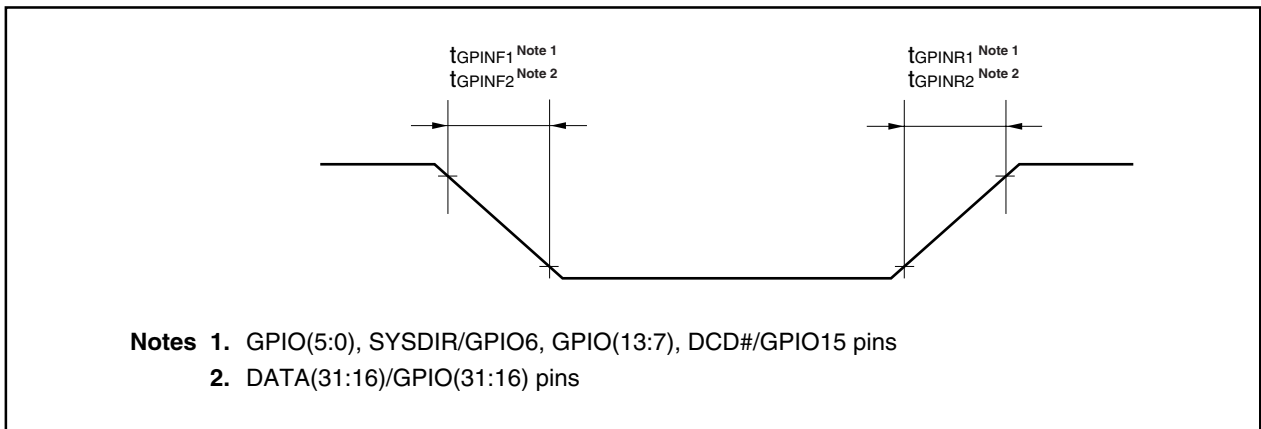 tGPINF1 Note 1
tGPINF2 Note 2
tGPINR1 Note 1
tGPINR2 Note 2
Notes 1. GPIO(5:0), SYSDIR/GPIO6, GPIO(13:7), DCD#/GPIO15 pins
2. DATA(31:16)/GPIO(31:16) pins